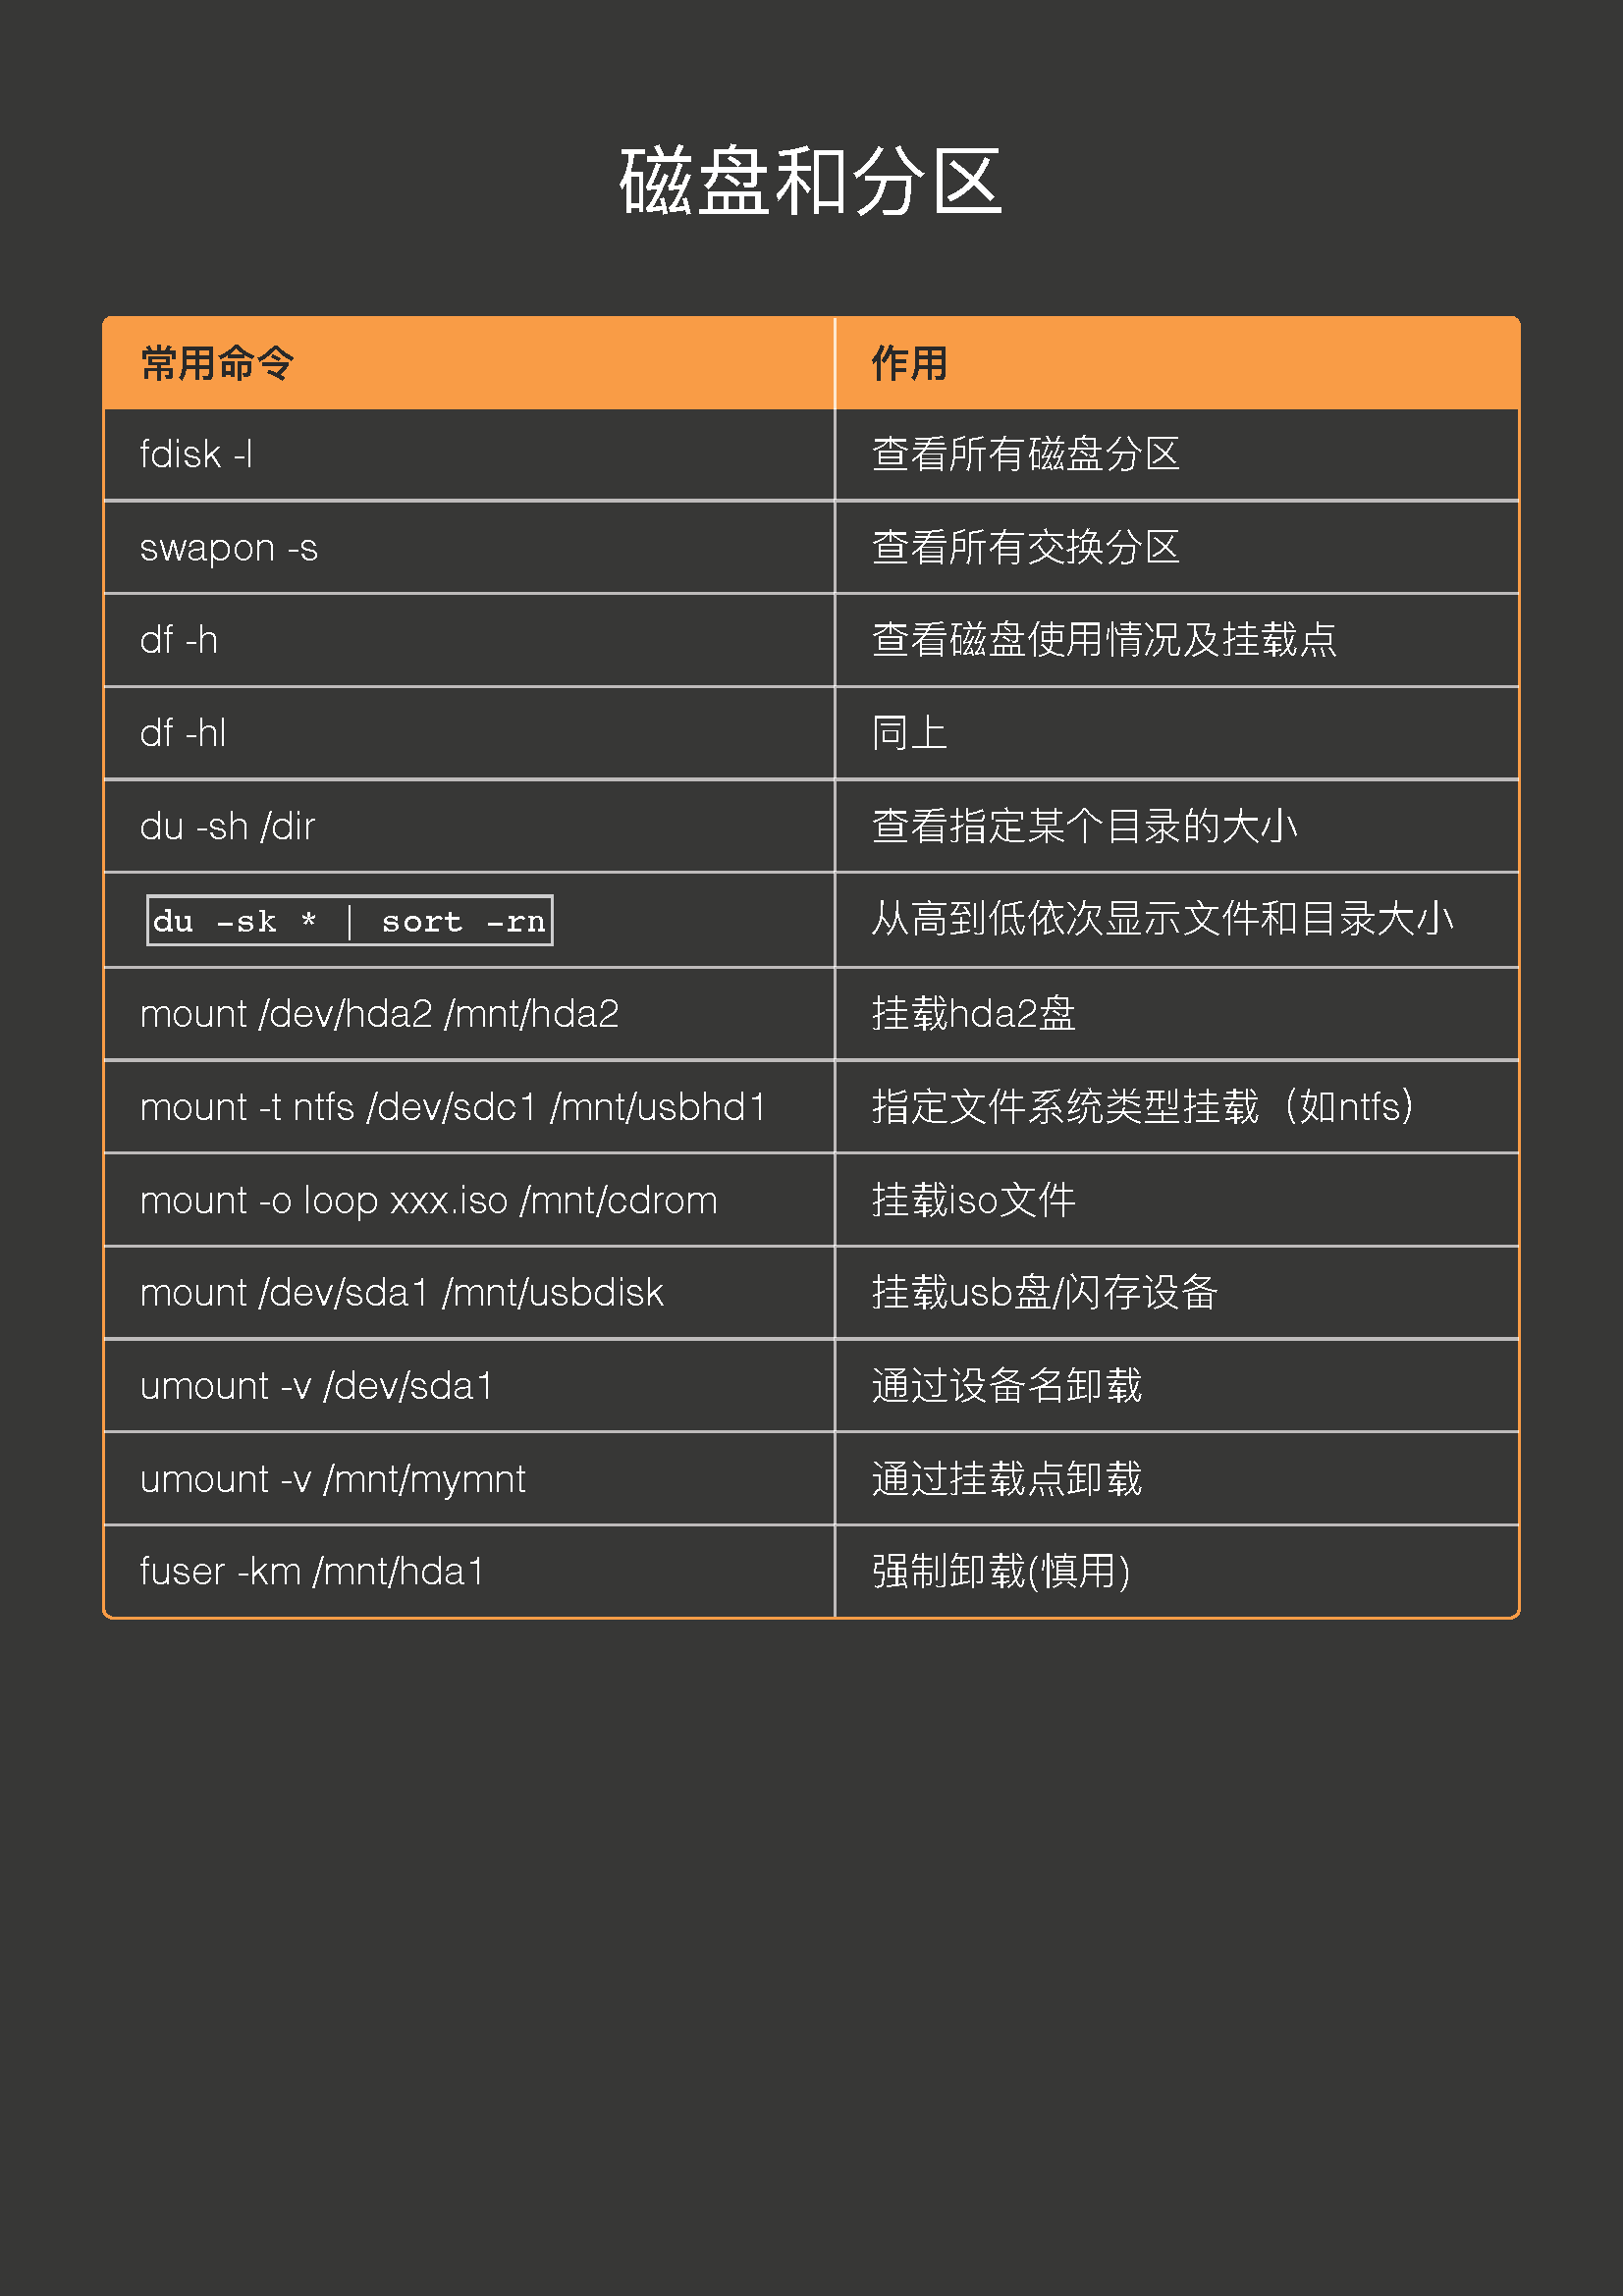 磁盘和分区
常用命令 作用
fdisk -l 查看所有磁盘分区
swapon -s 查看所有交换分区
df -h 查看磁盘使用情况及挂载点
df -hl 同上
du -sh /dir 查看指定某个目录的大小
du -sk * | sort -rn 从高到低依次显示文件和目录大小
mount /dev/hda2 /mnt/hda2 挂载hda2盘
mount -t ntfs /dev/sdc1 /mnt/usbhd1 指定文件系统类型挂载（如ntfs）
mount -o loop xxx.iso /mnt/cdrom 挂载iso文件
mount /dev/sda1 /mnt/usbdisk 挂载usb盘/闪存设备
umount -v /dev/sda1 通过设备名卸载
umount -v /mnt/mymnt 通过挂载点卸载
fuser -km /mnt/hda1 强制卸载(慎用)